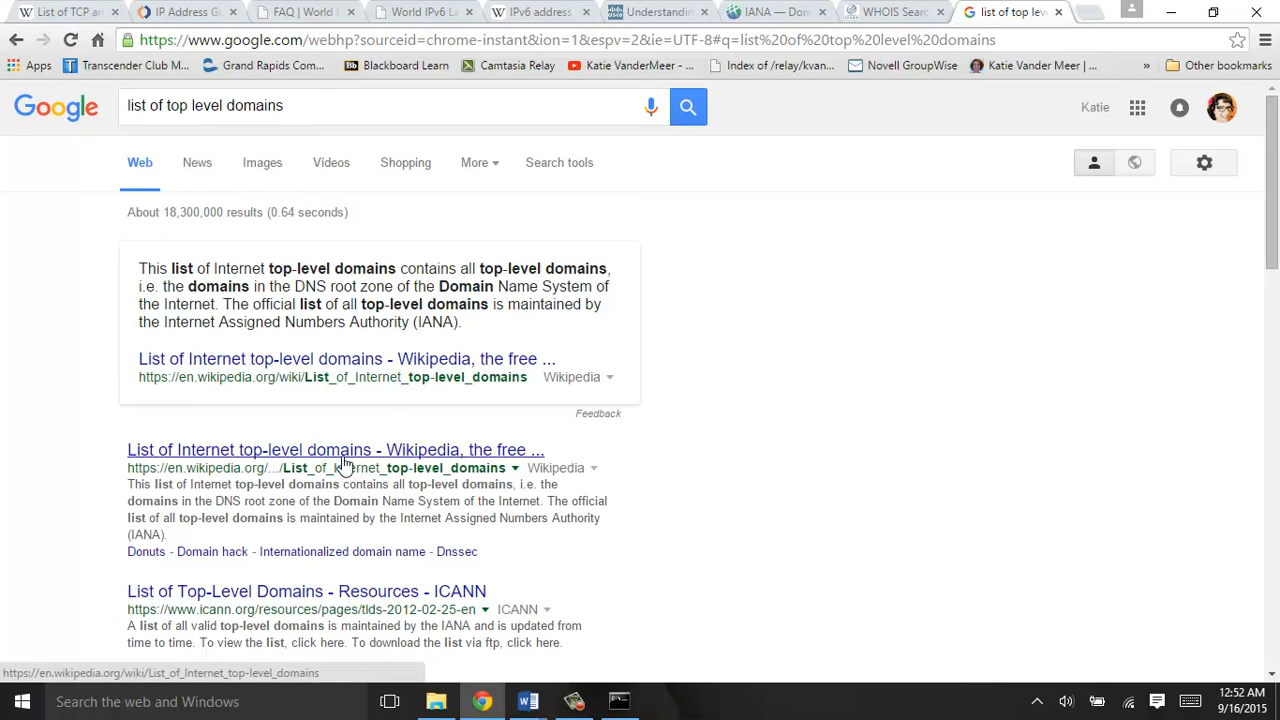 List of TCP an
IP Address Gu
FAQ | World I
World IPv6 La
IPv6 address
Understandin
IANA — Dom
WHOIS Searc
list of top leve
https://www.google.com/webhp?sourceid=chrome-instant&ion=1&espv=2&ie=UTF-8#q=list%20of%20top%20level%20domains
Apps
Transcender Club M...
Grand Rapids Com...
Blackboard Learn
Camtasia Relay
Katie VanderMeer - ...
Index of /relay/kvan...
Novell GroupWise
Katie Vander Meer | ...
»
Other bookmarks
Google
list of top level domains
Katie
Web
News
Images
Videos
Shopping
More
Search tools
About 18,300,000 results (0.64 seconds)
This list of Internet top-level domains contains all top-level domains,
i.e. the domains in the DNS root zone of the Domain Name System of
the Internet. The official list of all top-level domains is maintained by
the Internet Assigned Numbers Authority (IANA).
List of Internet top-level domains - Wikipedia, the free ...
https://en.wikipedia.org/wiki/List_of_Internet_top-level_domains Wikipedia
Feedback
List of Internet top-level domains - Wikipedia, the free ...
https://en.wikipedia.org/.../List_of_Internet_top-level_domains Wikipedia
This list of Internet top-level domains contains all top-level domains, i.e. the
domains in the DNS root zone of the Domain Name System of the Internet. The official
list of all top-level domains is maintained by the Internet Assigned Numbers Authority
(IANA).
Donuts - Domain hack - Internationalized domain name - Dnssec
List of Top-Level Domains - Resources - ICANN
https://www.icann.org/resources/pages/tlds-2012-02-25-en ICANN
A list of all valid top-level domains is maintained by the IANA and is updated from
time to time. To view the list, click here. To download the list via ftp, click here.
https://en.wikipedia.org/wiki/List_of_Internet_top-level_domains
Search the web and Windows
12:52 AM
9/16/2015